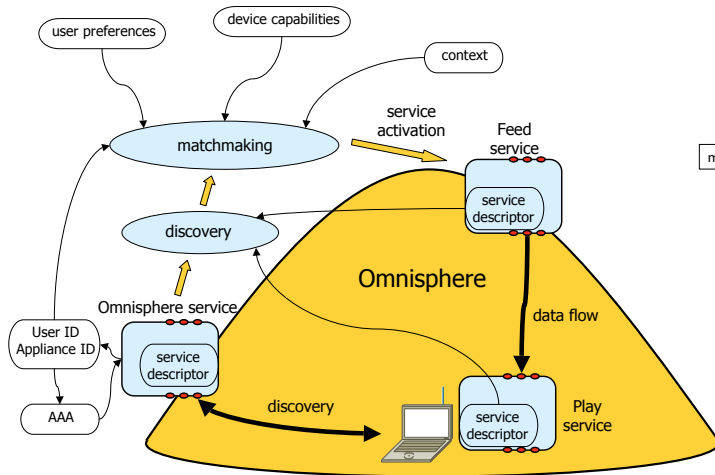 device capabilities
user preferences
context
service
activation
Feed
service
matchmaking
m
service
descriptor
discovery
Omnisphere
Omnisphere service
data flow
User ID
Appliance ID
service
descriptor
discovery
AAA
service
descriptor
Play
service